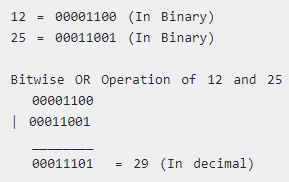 12 = 00001100 (In Binary)
25 = 00011001 (In Binary)
Bitwise OR Operation of 12 and 25
00001100
| 00011001
________
00011101 = 29 (In decimal)